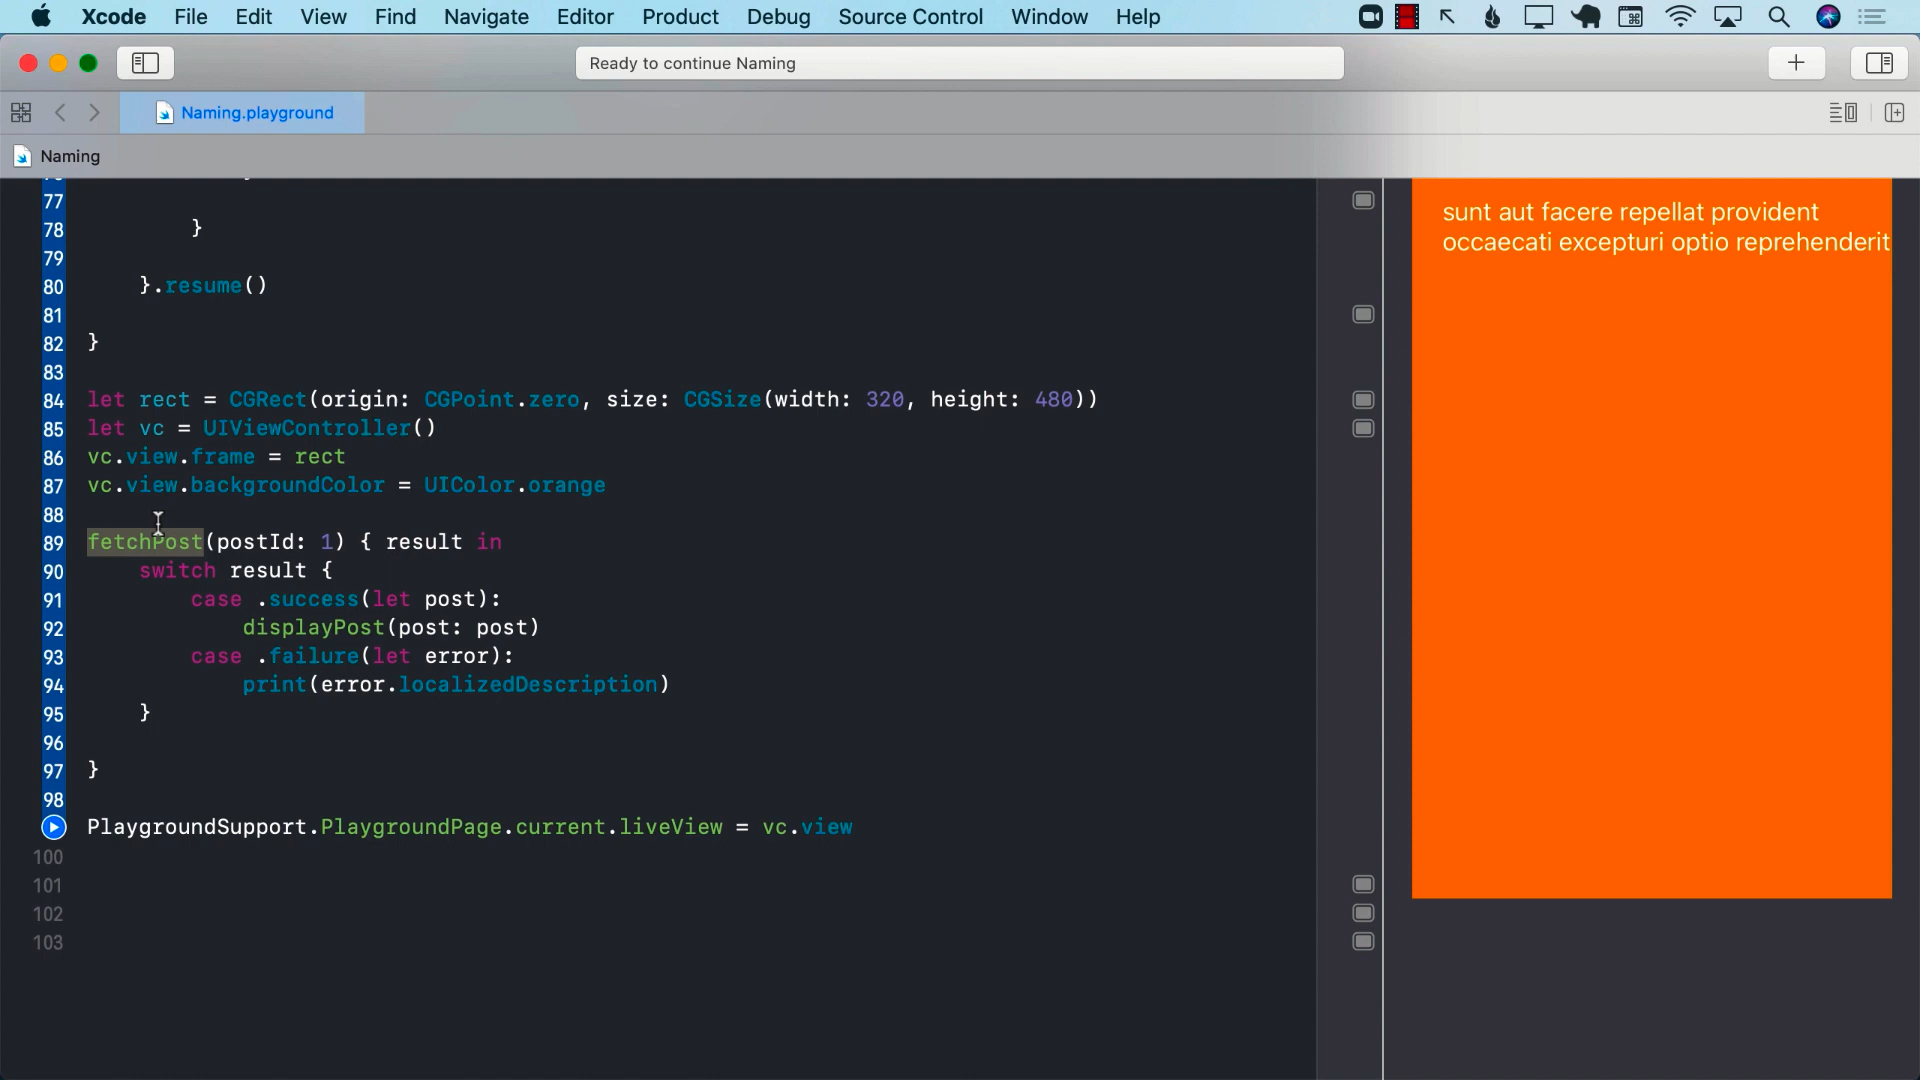 Xcode File Edit View Find Navigate Editor Product Debug Source Control Window Help
Ready to continue Naming
Naming.playground
Naming
77
78 }
79
80 }.resume()
81
82 }
83
84 let rect = CGRect(origin: CGPoint.zero, size: CGSize(width: 320, height: 480))
85 let vc = UIViewController()
86 vc.view.frame = rect
87 vc.view.backgroundColor = UIColor.orange
88
89 fetchPost(postId: 1) { result in
90 switch result {
91 case .success(let post):
92 displayPost(post: post)
93 case .failure(let error):
94 print(error.localizedDescription)
95 }
96
97 }
98
PlaygroundSupport.PlaygroundPage.current.liveView = vc.view
100
101
102
103
sunt aut facere repellat provident
occaecati excepturi optio reprehenderit